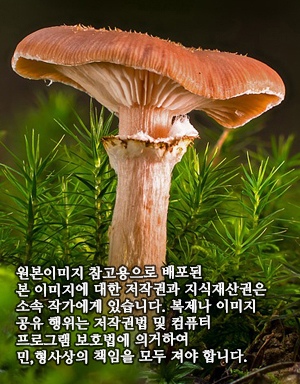 원본이미지 참고용으로 배포된
본 이미지에 대한 저작권과 지식재산권은
소속 작가에게 있습니다. 복제나 이미지
공유 행위는 저작권법 및 컴퓨터
프로그램 보호법에 의거하여
민,형사상의 책임을 모두 져야 합니다.